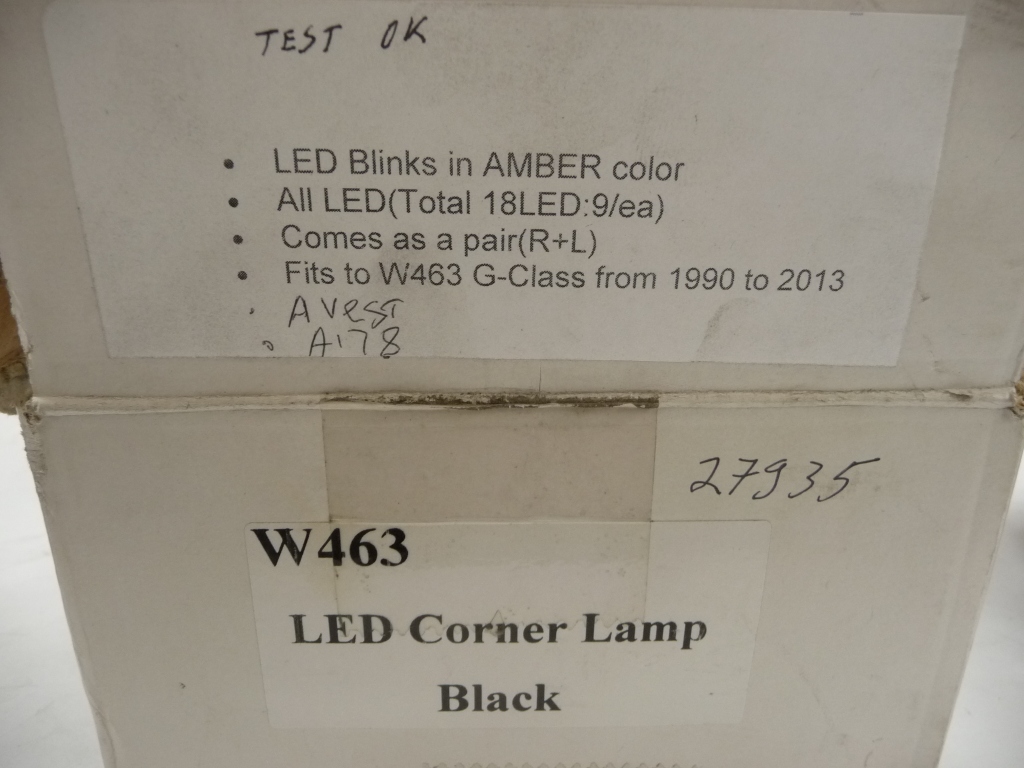 TEST OK
• LED Blinks in AMBER color
• All LED(Total 18LED:9/ea)
• Comes as a pair(R+L)
• Fits to W463 G-Class from 1990 to 2013
• A VEST
• A178
27935
W463
LED Corner Lamp
Black